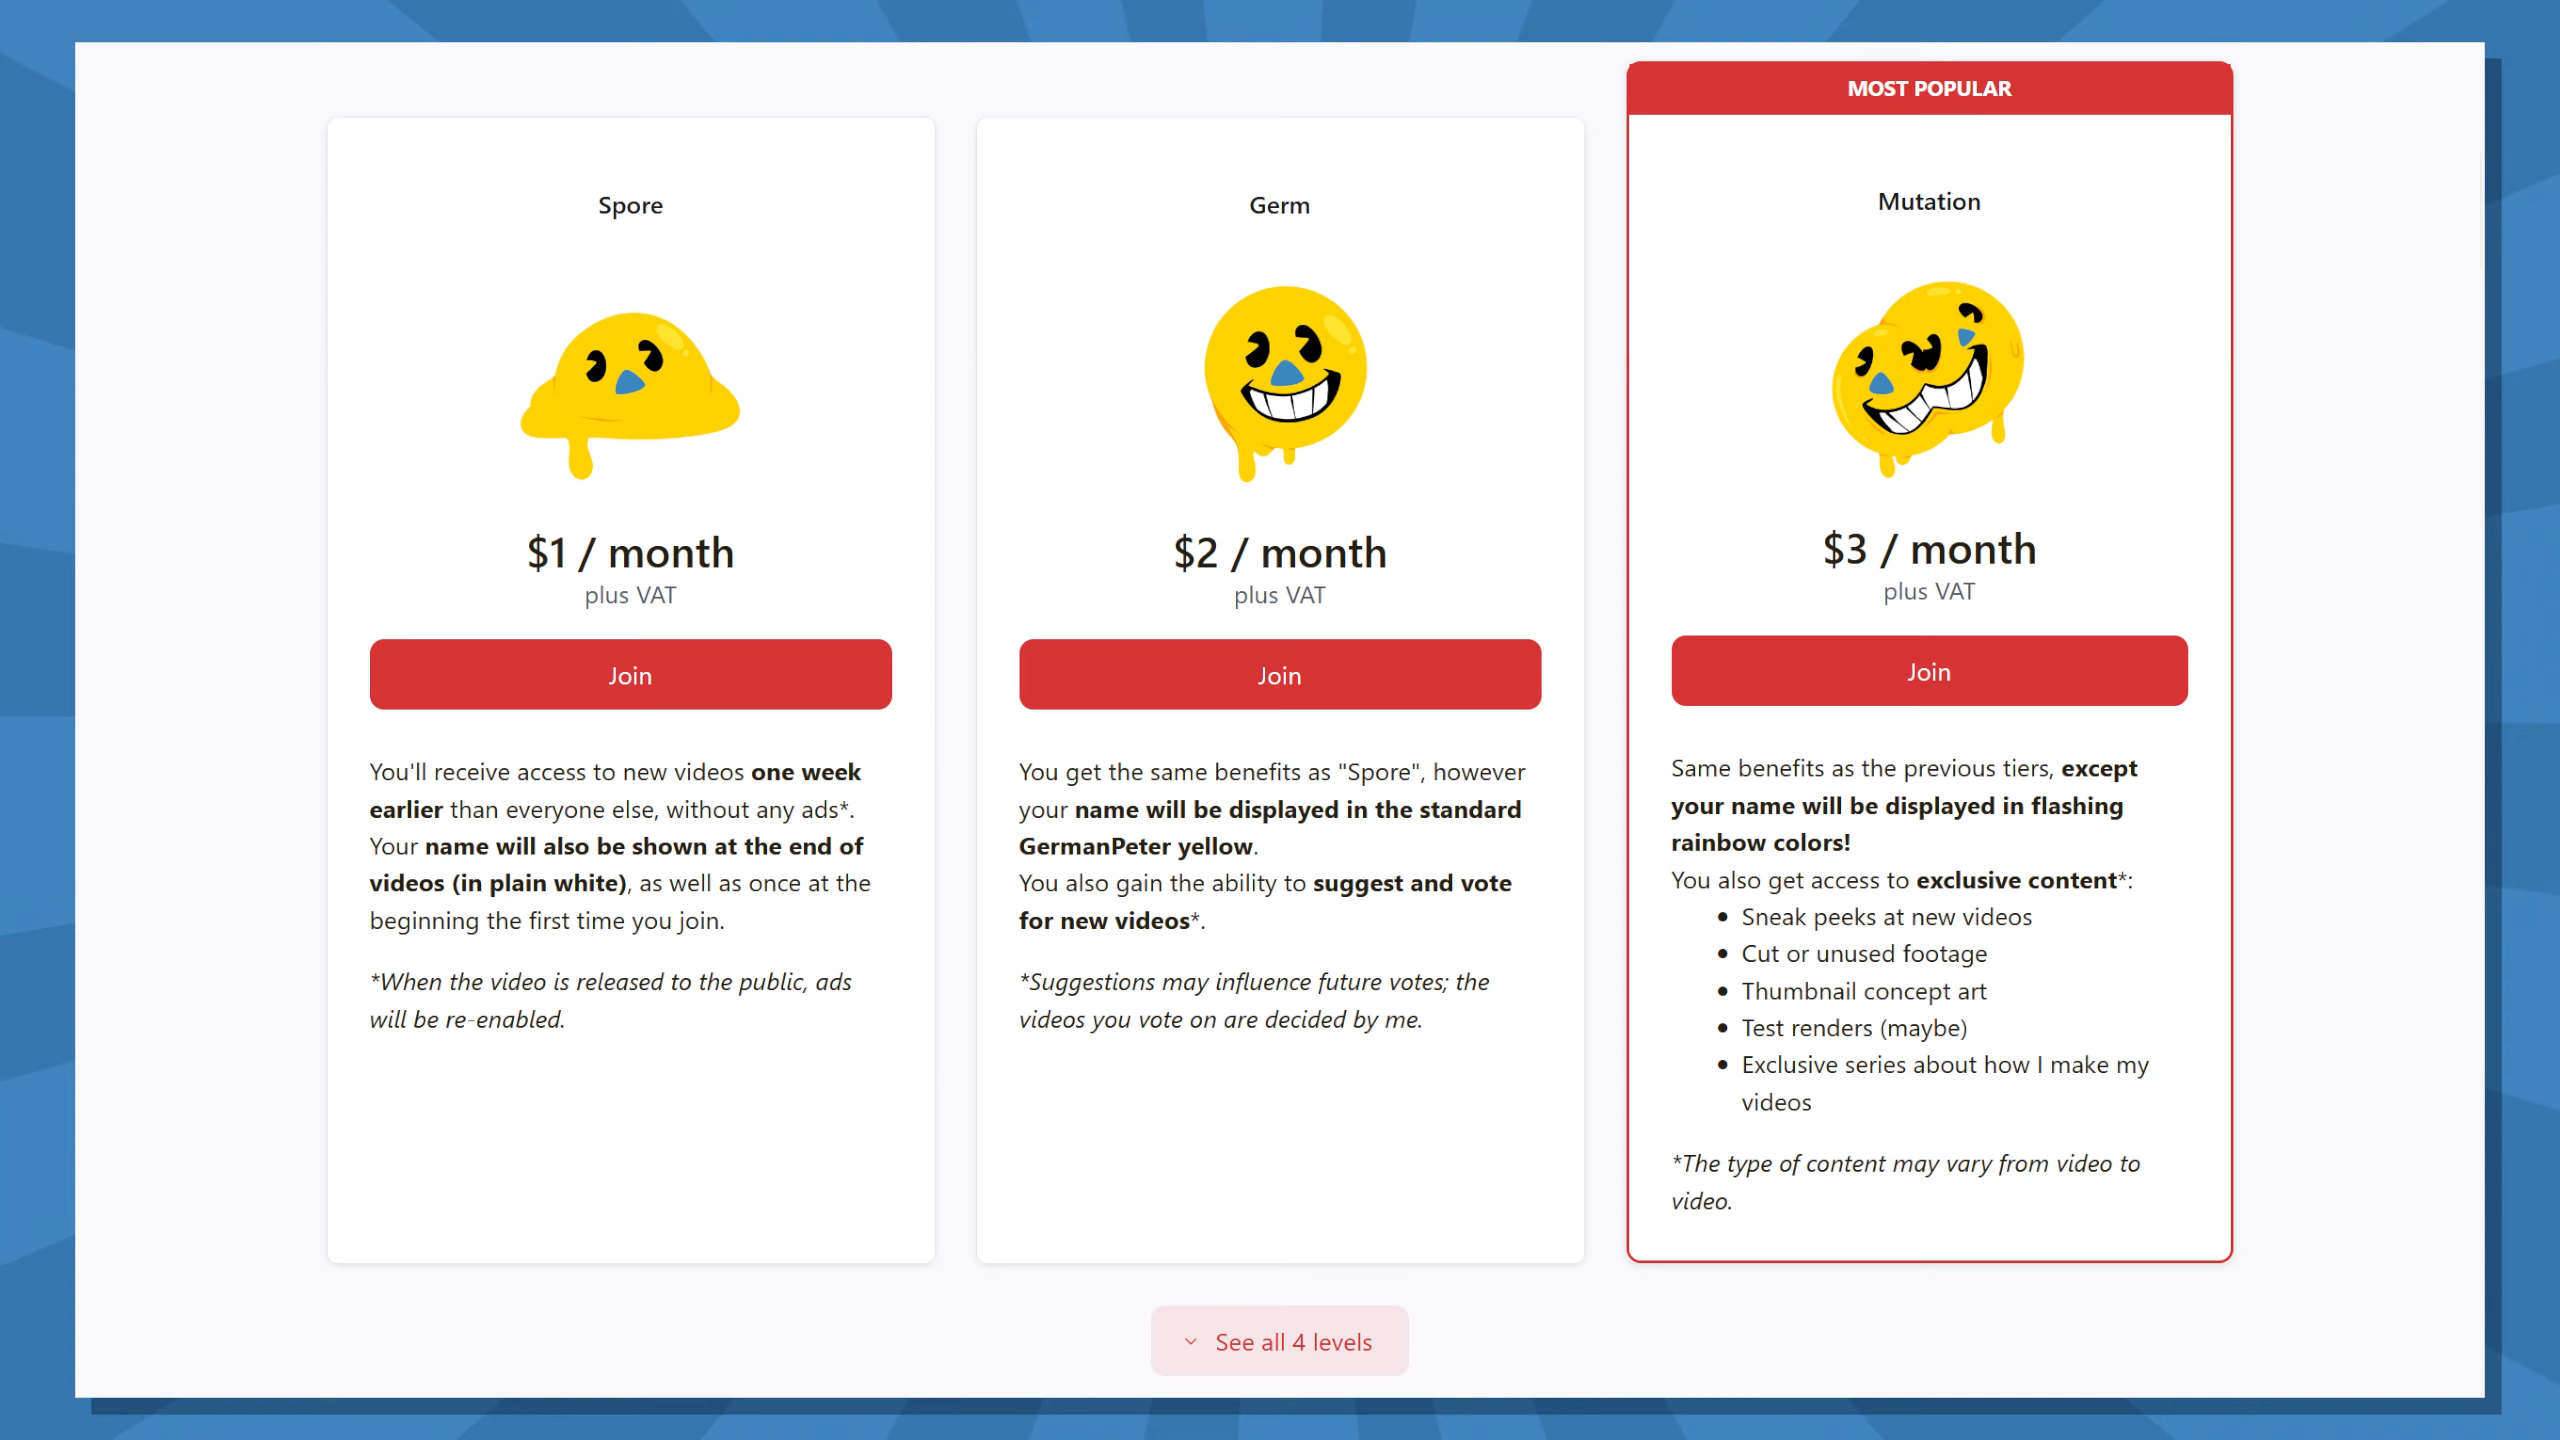 Spore
$1 / month
plus VAT
Join
You'll receive access to new videos one week
earlier than everyone else, without any ads*.
Your name will also be shown at the end of
videos (in plain white), as well as once at the
beginning the first time you join.
*When the video is released to the public, ads
will be re-enabled.
Germ
$2 / month
plus VAT
Join
You get the same benefits as "Spore", however
your name will be displayed in the standard
GermanPeter yellow.
You also gain the ability to suggest and vote
for new videos*.
*Suggestions may influence future votes; the
videos you vote on are decided by me.
MOST POPULAR
Mutation
$3 / month
plus VAT
Join
Same benefits as the previous tiers, except
your name will be displayed in flashing
rainbow colors!
You also get access to exclusive content*:
• Sneak peeks at new videos
• Cut or unused footage
• Thumbnail concept art
• Test renders (maybe)
• Exclusive series about how I make my
videos
*The type of content may vary from video to
video.
See all 4 levels